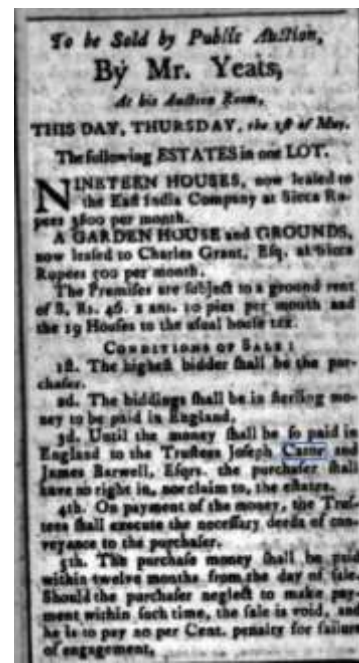 To be Sold by Public Auction,
By Mr. Yeats,
At his Auction Room,
THIS DAY, THURSDAY, the 1ſt of May.
The following ESTATES in one LOT.
NINETEEN HOUSES, now leaſed to
the Eaſt India Company at Sicca Ru-
pees 3800 per month.
A GARDEN HOUSE and GROUNDS,
now leaſed to Charles Grant, Eſq. at Sicca
Rupees 500 per month.
The Premiſes are ſubject to a ground rent
of S. Rs. 46. 2 ans. 10 pies per month and
the 19 Houſes to the uſual houſe tax.
CONDITIONS OF SALE:
1ſt. The higheſt bidder ſhall be the pur-
chaſer.
2d. The biddings ſhall be in ſterling mo-
ney to be paid in England.
3d. Until the money ſhall be ſo paid in
England to the Truſtees Joſeph and
James Barwell, Eſqrs. the purchaſer ſhall
have no right in, nor claim to, the eſtates.
4th. On payment of the money, the Truſ-
tees ſhall execute the neceſſary deeds of con-
veyance to the purchaſer.
5th. The purchaſe money ſhall be paid
within twelve months from the day of ſale.
Should the purchaſer neglect to make pay-
ment within ſuch time, the ſale is void, and
he is to pay 20 per Cent. penalty for failure
of engagement.